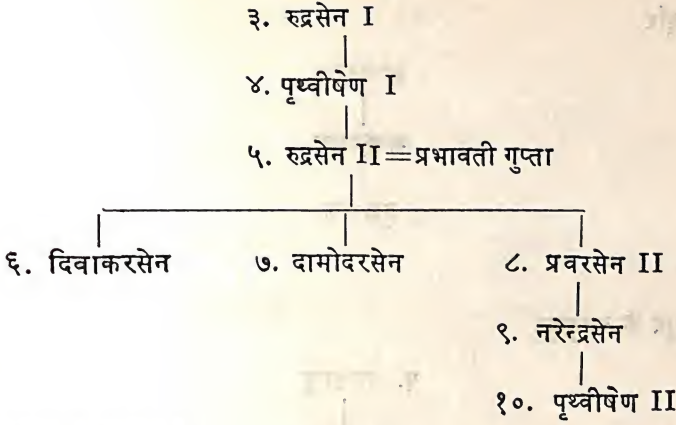 ३. रुद्रसेन I
४. पृथ्वीषेण I
५. रुद्रसेन II=प्रभावती गुप्ता
६. दिवाकरसेन ७. दामोदरसेन ८. प्रवरसेन II
९. नरेन्द्रसेन
१०. पृथ्वीषेण II